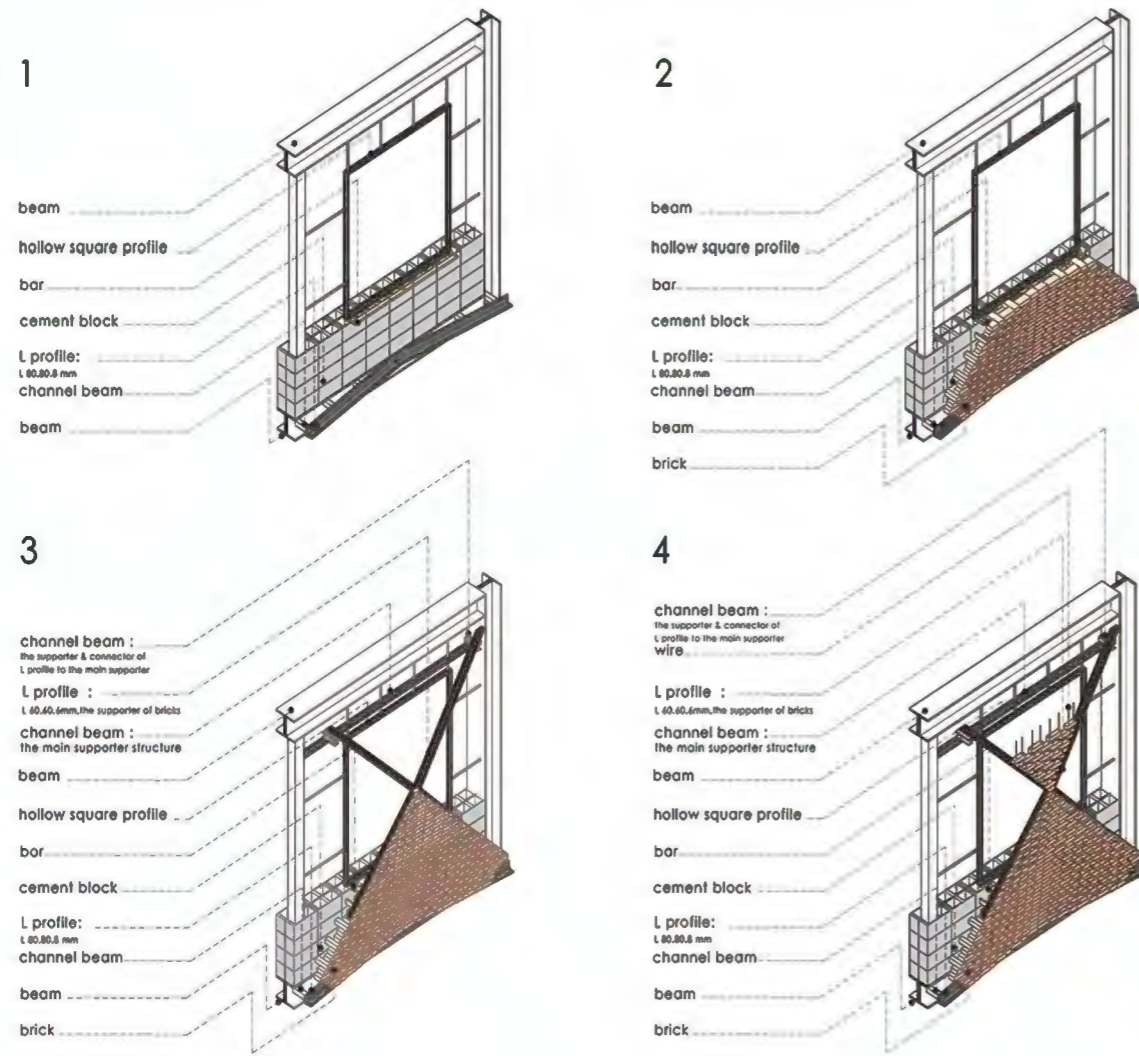 1
beam
hollow square profile
bar
cement block
L profile:
L 80.80.8 mm
channel beam
beam
2
beam
hollow square profile
bar
cement block
L profile:
L 80.80.8 mm
channel beam
beam
brick
3
channel beam :
the supporter & connector of
L profile to the main supporter
L profile :
L 60.60.6mm,the supporter of bricks
channel beam :
the main supporter structure
beam
hollow square profile
bor
cement block
L profile:
L 80.80.8 mm
channel beam
beam
brick
4
channel beam :
the supporter & connector of
L profile to the main supporter
wire
L profile :
L 60.60.6mm,the supporter of bricks
channel beam :
the main supporter structure
beam
hollow square profile
bar
cement block
L profile:
L 80.80.8 mm
channel beam
beam
brick